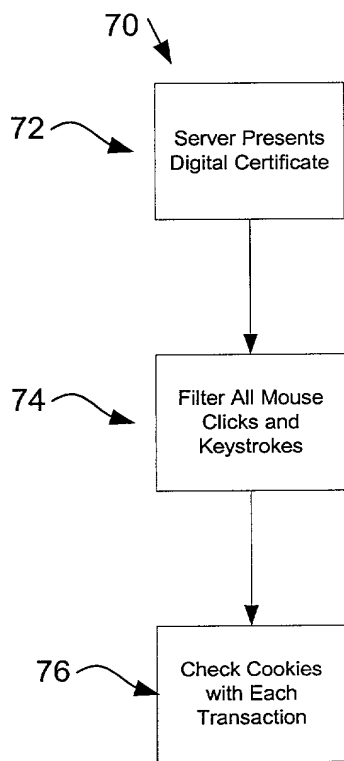 70
72
Server Presents
Digital Certificate
74
Filter All Mouse
Clicks and
Keystrokes
76
Check Cookies
with Each
Transaction